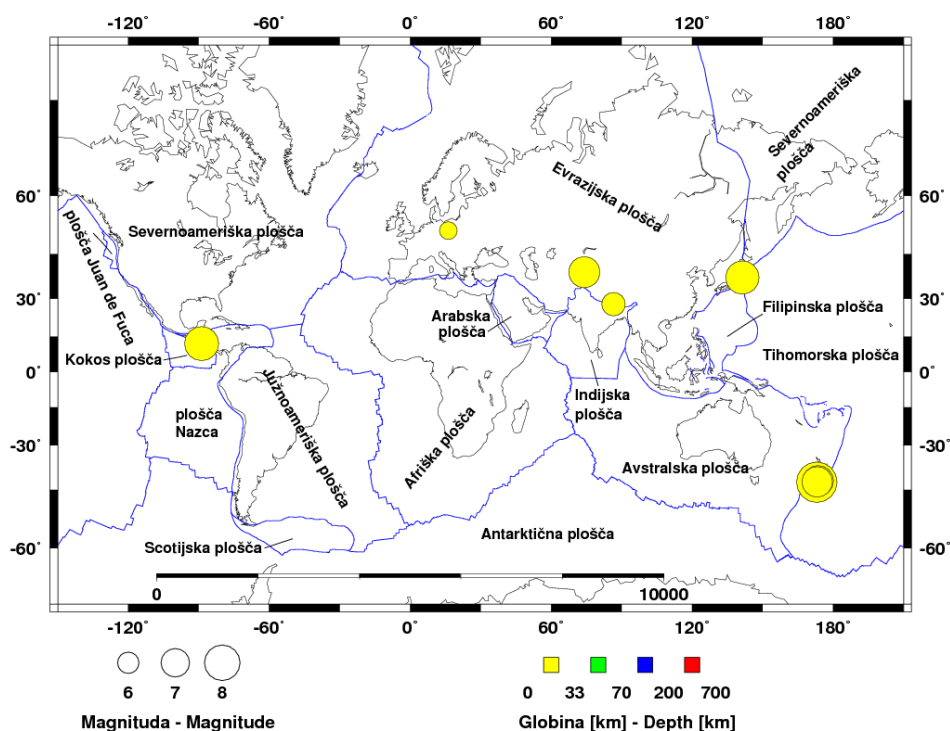 -120˚ -60˚ 0˚ 60˚ 120˚ 180˚
Severnoameriška
plošča
60˚ 60˚
Evrazijska plošča
plošča Juan de Fuca
Severnoameriška plošča
30˚ 30˚
Arabska
plošča
Filipinska plošča
Kokos plošča
Tihomorska plošča
0˚ 0˚
Južnoameriška plošča
Indijska
plošča
plošča
Nazca
Afriška plošča
-30˚ -30˚
Avstralska plošča
Antarktična plošča
Scotijska plošča
-60˚ -60˚
0 10000
-120˚ -60˚ 0˚ 60˚ 120˚ 180˚
6 7 8
0 33 70 200 700
Magnituda - Magnitude
Globina [km] - Depth [km]